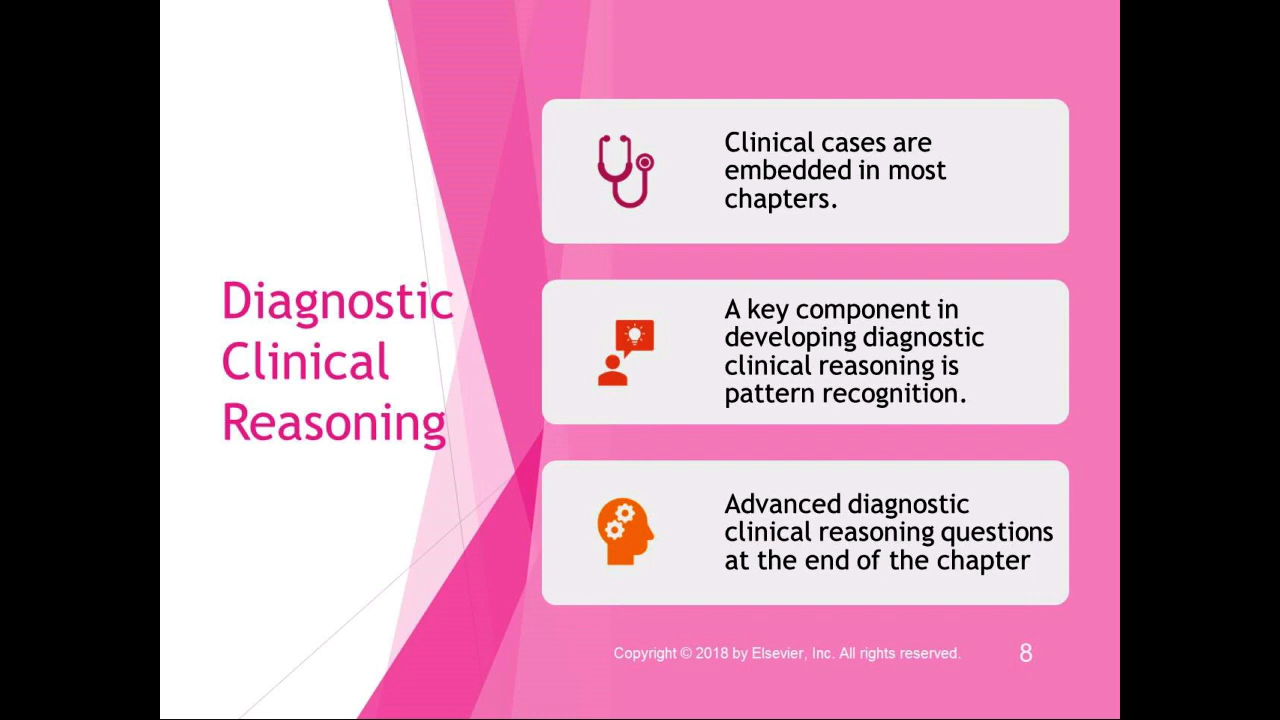 Diagnostic
Clinical
Reasoning
Clinical cases are
embedded in most
chapters.
A key component in
developing diagnostic
clinical reasoning is
pattern recognition.
Advanced diagnostic
clinical reasoning questions
at the end of the chapter
Copyright © 2018 by Elsevier, Inc. All rights reserved.
8